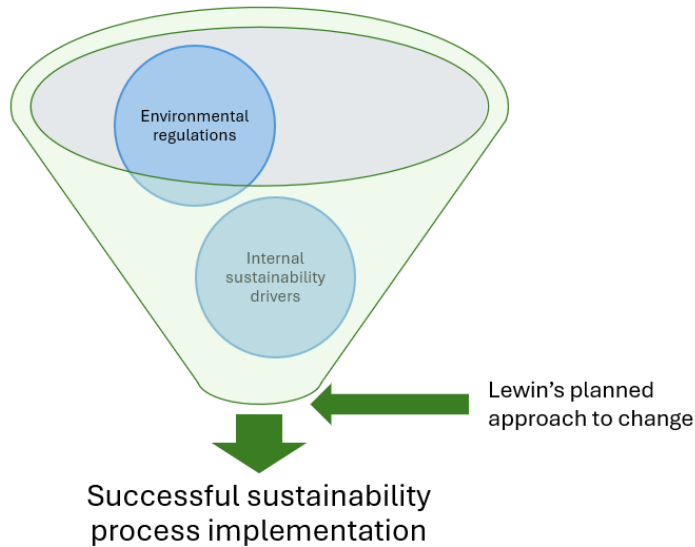 Environmental
regulations
Internal
sustainability
drivers
Lewin’s planned
approach to change
Successful sustainability
process implementation